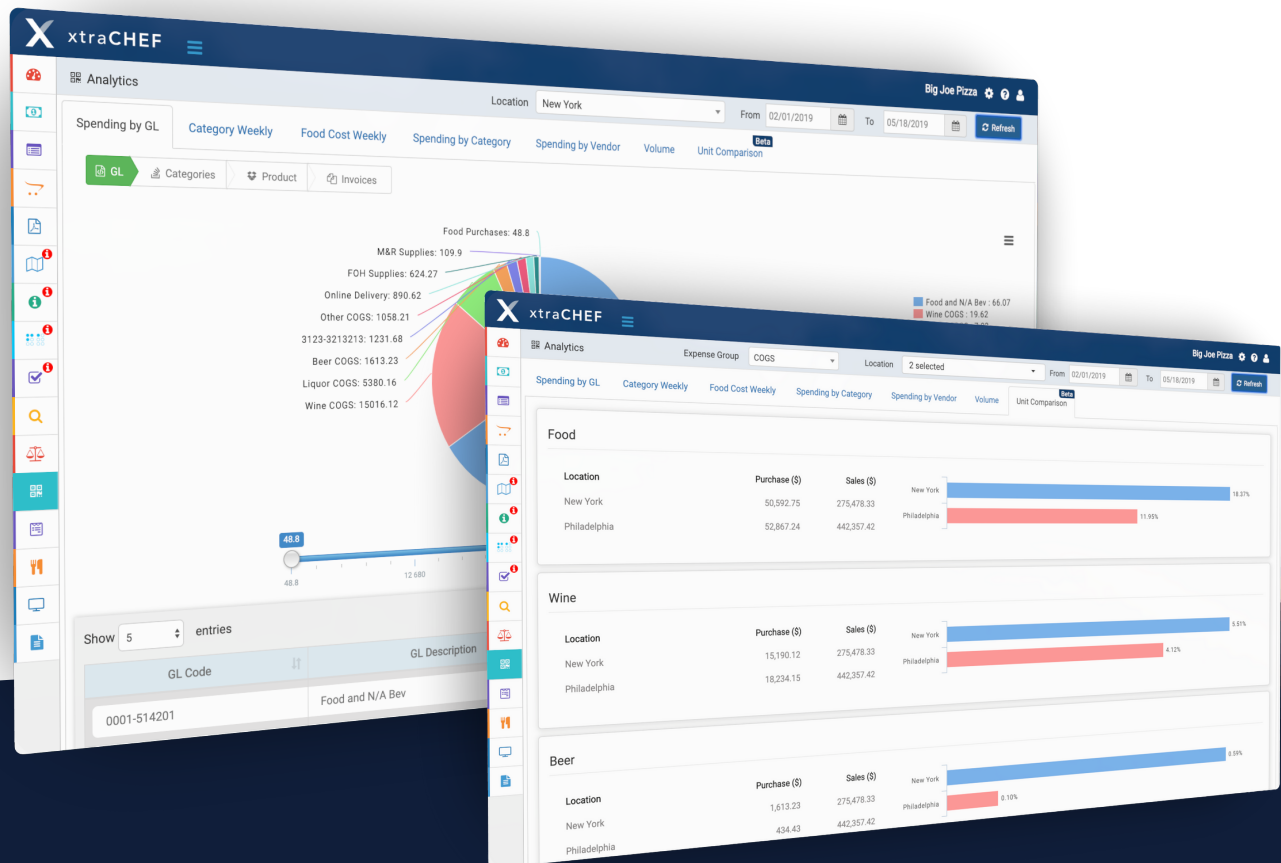 xtraCHEF
Big Joe Pizza
Analytics
Location New York From 02/01/2019 To 05/18/2019 Refresh
Spending by GL Category Weekly Food Cost Weekly Spending by Category Spending by Vendor Volume Unit Comparison Beta
GL Categories Product Invoices
Food Purchases: 48.8
M&R Supplies: 109.9
FOH Supplies: 624.27
Online Delivery: 890.62
Other COGS: 1058.21
3123-3213213: 1231.68
Beer COGS: 1613.23
Liquor COGS: 5380.16
Wine COGS: 15016.12
Food and N/A Bev : 66.07
Wine COGS : 19.62
48.8
48.8 12 680
Show 5 entries
GL Code GL Description
0001-514201 Food and N/A Bev
xtraCHEF
Big Joe Pizza
Analytics Expense Group COGS Location 2 selected From 02/01/2019 To 05/18/2019 Refresh
Spending by GL Category Weekly Food Cost Weekly Spending by Category Spending by Vendor Volume Unit Comparison Beta
Food
Location Purchase ($) Sales ($)
New York 50,592.75 275,478.33
Philadelphia 52,867.24 442,357.42
New York 18.37%
Philadelphia 11.95%
Wine
Location Purchase ($) Sales ($)
New York 15,190.12 275,478.33
Philadelphia 18,234.15 442,357.42
New York 5.51%
Philadelphia 4.12%
Beer
Location Purchase ($) Sales ($)
New York 1,613.23 275,478.33
Philadelphia 434.43 442,357.42
New York 0.59%
Philadelphia 0.10%